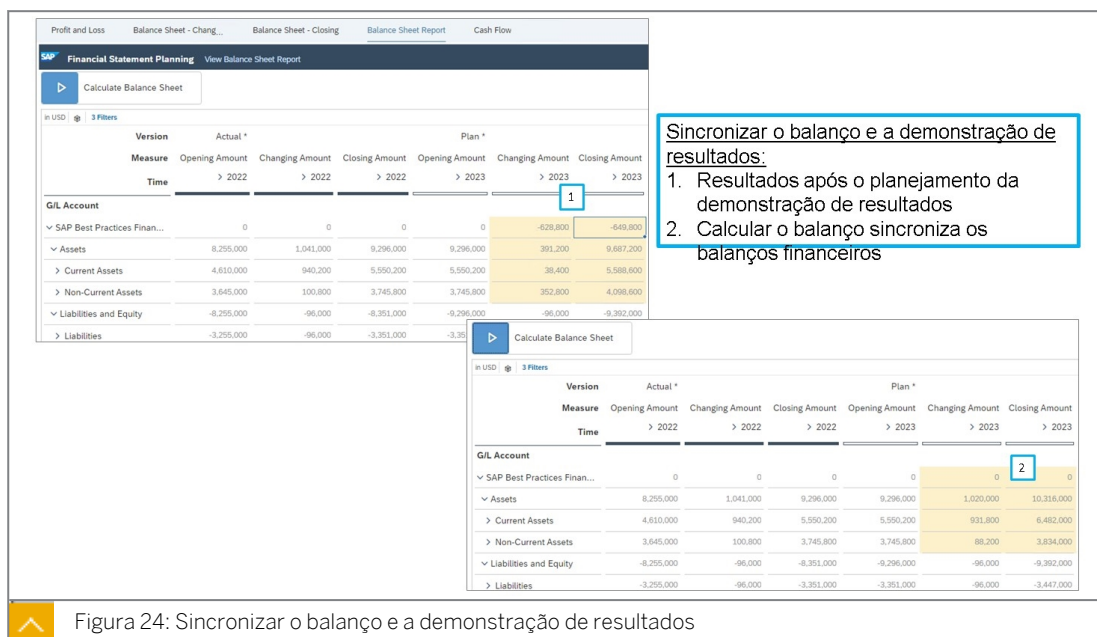 Profit and Loss Balance Sheet - Chang... Balance Sheet - Closing Balance Sheet Report Cash Flow
SAP Financial Statement Planning View Balance Sheet Report
Calculate Balance Sheet
in USD 3 Filters
Version Actual * Plan *
Measure Opening Amount Changing Amount Closing Amount Opening Amount Changing Amount Closing Amount
Time > 2022 > 2022 > 2022 > 2023 > 2023 > 2023
1
G/L Account
SAP Best Practices Finan... 0 0 0 0 -628,800 -649,800
Assets 8,255,000 1,041,000 9,296,000 9,296,000 391,200 9,687,200
> Current Assets 4,610,000 940,200 5,550,200 5,550,200 38,400 5,588,600
> Non-Current Assets 3,645,000 100,800 3,745,800 3,745,800 352,800 4,098,600
Liabilities and Equity -8,255,000 -96,000 -8,351,000 -9,296,000 -96,000 -9,392,000
> Liabilities -3,255,000 -96,000 -3,351,000 -3,35
Sincronizar o balanço e a demonstração de
resultados:
1. Resultados após o planejamento da
demonstração de resultados
2. Calcular o balanço sincroniza os
balanços financeiros
Calculate Balance Sheet
in USD 3 Filters
Version Actual * Plan *
Measure Opening Amount Changing Amount Closing Amount Opening Amount Changing Amount Closing Amount
Time > 2022 > 2022 > 2022 > 2023 > 2023 > 2023
G/L Account
2
SAP Best Practices Finan... 0 0 0 0 0 0
Assets 8,255,000 1,041,000 9,296,000 9,296,000 1,020,000 10,316,000
> Current Assets 4,610,000 940,200 5,550,200 5,550,200 931,800 6,482,000
> Non-Current Assets 3,645,000 100,800 3,745,800 3,745,800 88,200 3,834,000
Liabilities and Equity -8,255,000 -96,000 -8,351,000 -9,296,000 -96,000 -9,392,000
> Liabilities -3,255,000 -96,000 -3,351,000 -3,351,000 -96,000 -3,447,000
Figura 24: Sincronizar o balanço e a demonstração de resultados